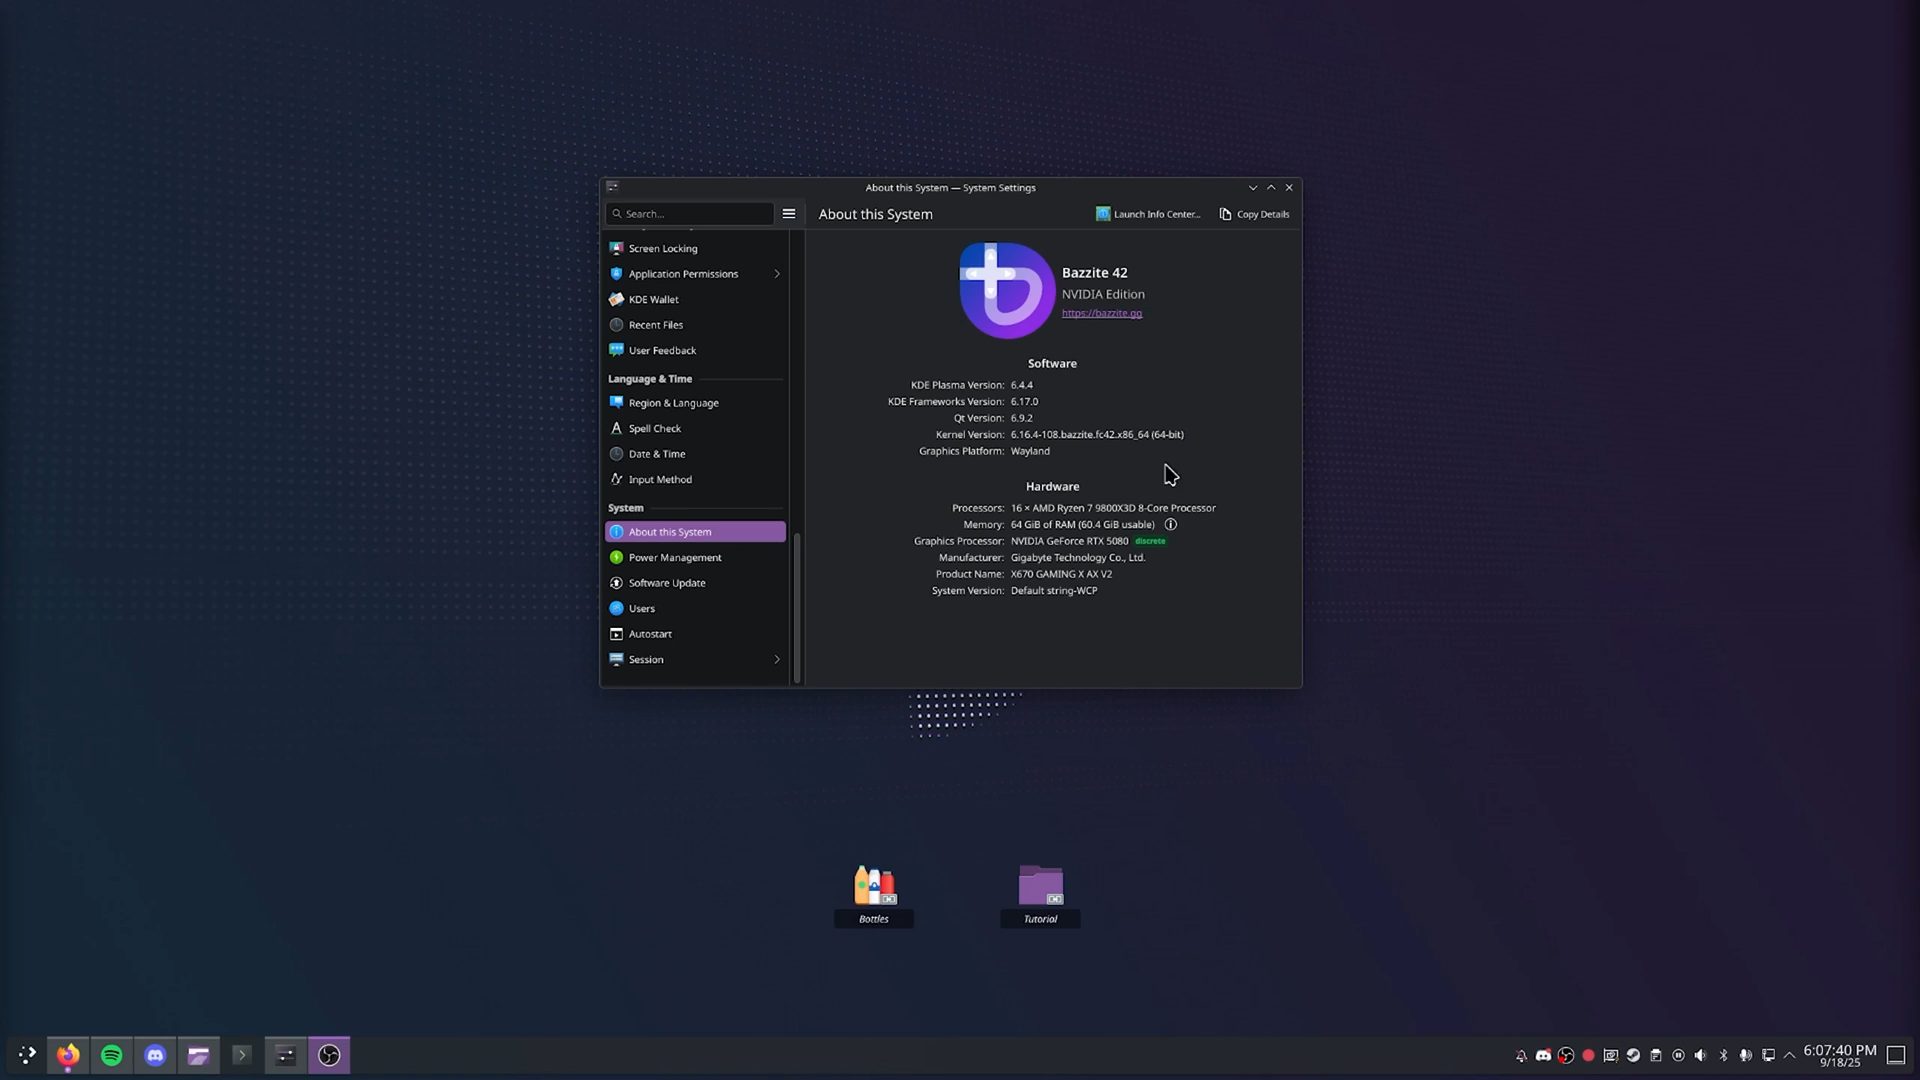 About this System — System Settings
Search...
About this System
Launch Info Center...
Copy Details
Screen Locking
Application Permissions
KDE Wallet
Recent Files
User Feedback
Language & Time
Region & Language
Spell Check
Date & Time
Input Method
System
About this System
Power Management
Software Update
Users
Autostart
Session
Bazzite 42
NVIDIA Edition
https://bazzite.gg
Software
KDE Plasma Version: 6.4.4
KDE Frameworks Version: 6.17.0
Qt Version: 6.9.2
Kernel Version: 6.16.4-108.bazzite.fc42.x86_64 (64-bit)
Graphics Platform: Wayland
Hardware
Processors: 16 × AMD Ryzen 7 9800X3D 8-Core Processor
Memory: 64 GiB of RAM (60.4 GiB usable)
Graphics Processor: NVIDIA GeForce RTX 5080 discrete
Manufacturer: Gigabyte Technology Co., Ltd.
Product Name: X670 GAMING X AX V2
System Version: Default string-WCP
Bottles
Tutorial
6:07:40 PM
9/18/25